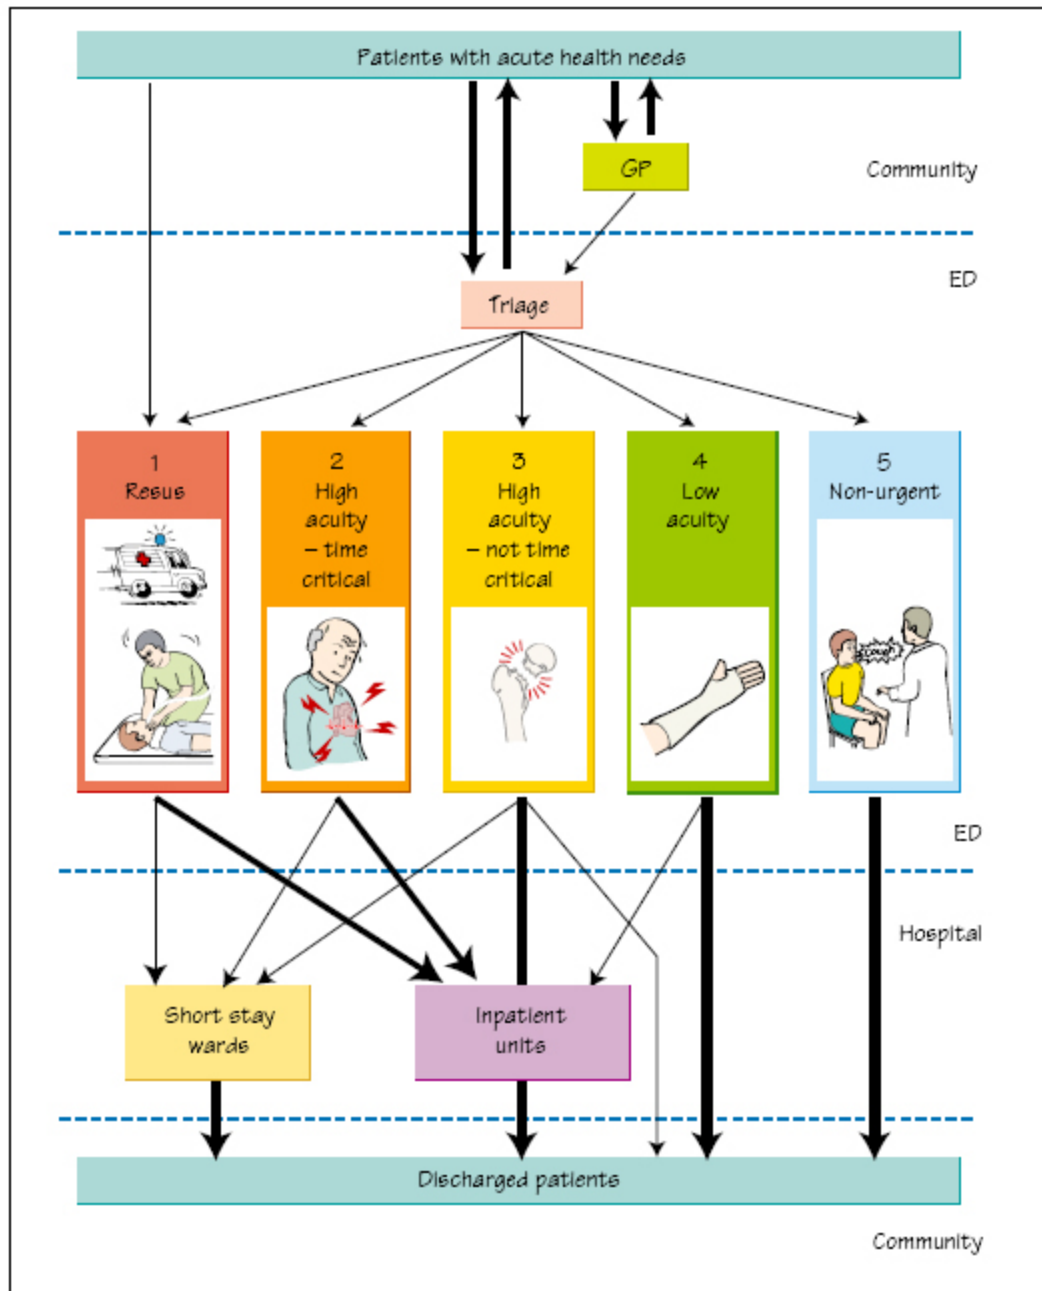 Patients with acute health needs
GP
Community
ED
Triage
1
Resus
2
High
acuity
– time
critical
3
High
acuity
– not time
critical
4
Low
acuity
5
Non-urgent
Cough
ED
Hospital
Short stay
wards
Inpatient
units
Discharged patients
Community